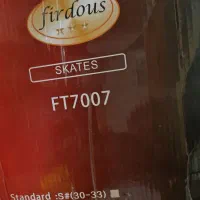 firdous
SKATES
FT7007
Standard :S#(30-33)